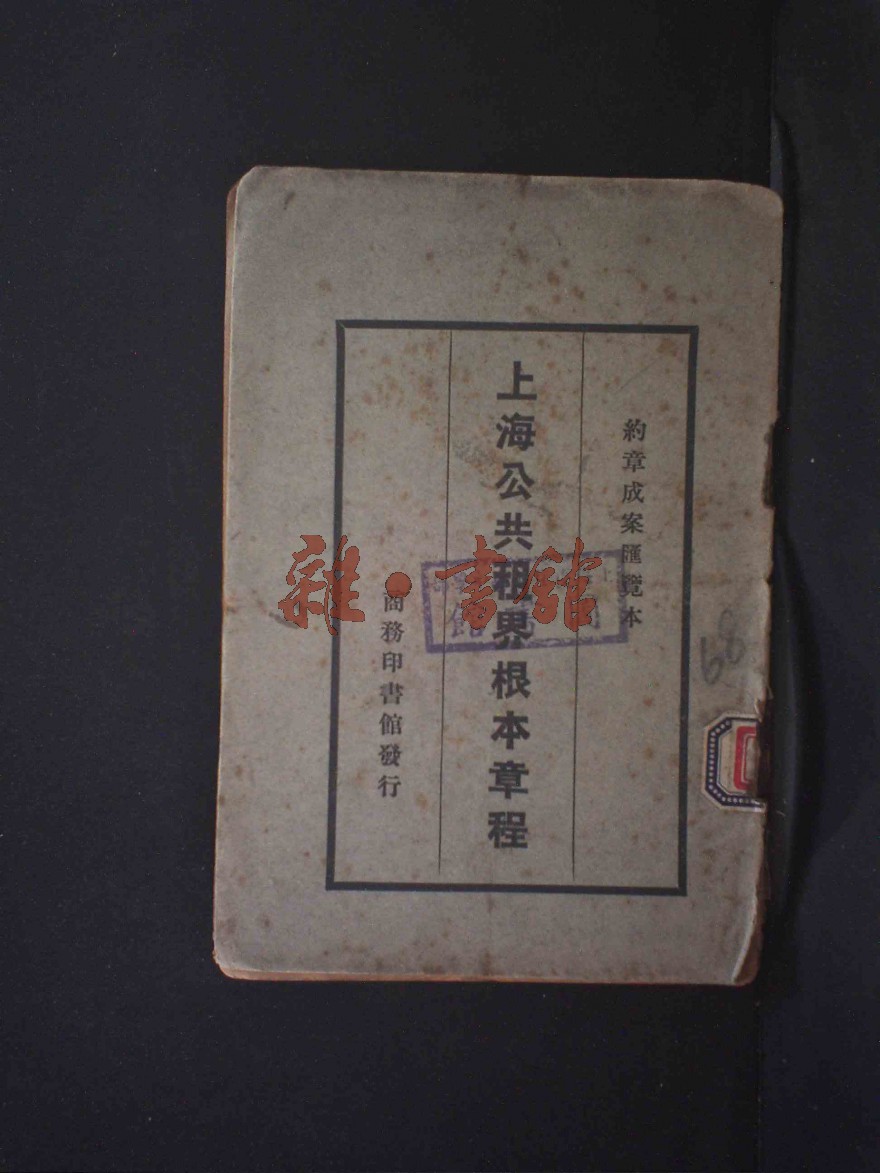 約章成案匯覽本
上海公共租界根本章程
商務印書館發行
雜·書館
68